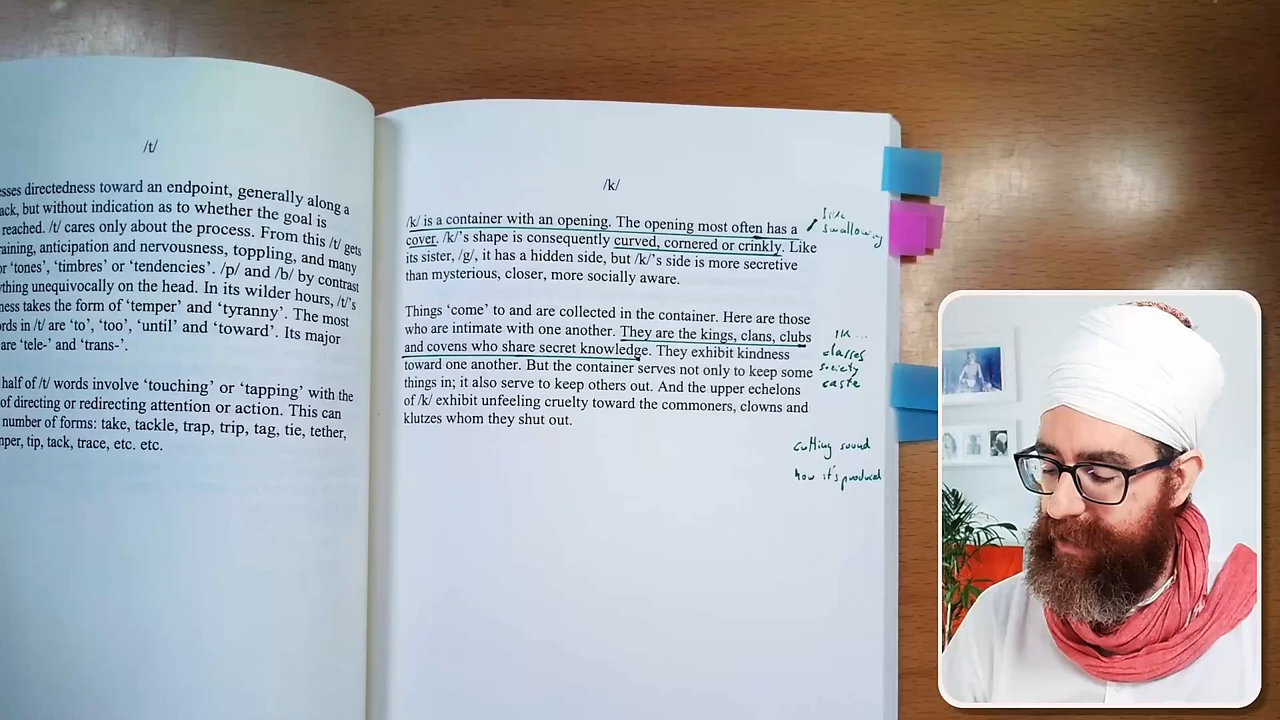 /t/
sses directedness toward an endpoint, generally along a
ack, but without indication as to whether the goal is
reached. /t/ cares only about the process. From this /t/ gets
raining, anticipation and nervousness, toppling, and many
or ‘tones’, ‘timbres’ or ‘tendencies’. /p/ and /b/ by contrast
ything unequivocally on the head. In its wilder hours, /t/’s
ness takes the form of ‘temper’ and ‘tyranny’. The most
ords in /t/ are ‘to’, ‘too’, ‘until’ and ‘toward’. Its major
are ‘tele-’ and ‘trans-’.
half of /t/ words involve ‘touching’ or ‘tapping’ with the
of directing or redirecting attention or action. This can
number of forms: take, tackle, trap, trip, tag, tie, tether,
mper, tip, tack, trace, etc. etc.
/k/
/k/ is a container with an opening. The opening most often has a
cover. /k/’s shape is consequently curved, cornered or crinkly. Like
its sister, /g/, it has a hidden side, but /k/’s side is more secretive
than mysterious, closer, more socially aware.
Things ‘come’ to and are collected in the container. Here are those
who are intimate with one another. They are the kings, clans, clubs
and covens who share secret knowledge. They exhibit kindness
toward one another. But the container serves not only to keep some
things in; it also serve to keep others out. And the upper echelons
of /k/ exhibit unfeeling cruelty toward the commoners, clowns and
klutzes whom they shut out.
like
swallowing
classes
society
caste
cutting sound
how it's produced